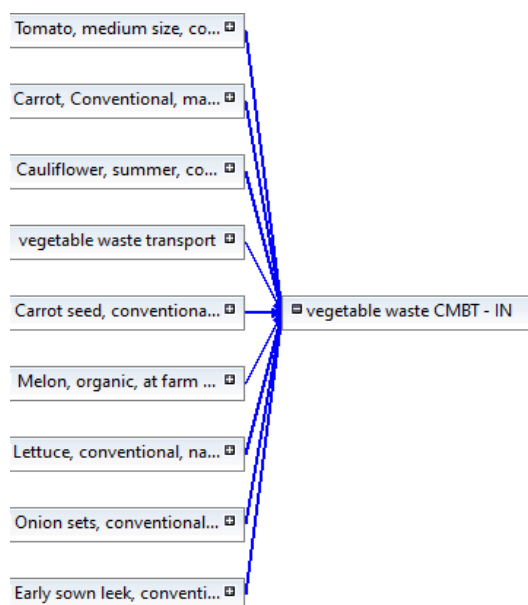 Tomato, medium size, co...
Carrot, Conventional, ma...
Cauliflower, summer, co...
vegetable waste transport
Carrot seed, conventiona...
vegetable waste CMBT - IN
Melon, organic, at farm ...
Lettuce, conventional, na...
Onion sets, conventional...
Early sown leek, conventi...